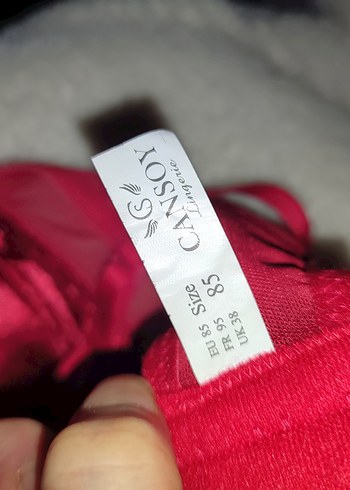 S
CANSOY
Lingerie
Size 85
EU 85
FR 95
UK 38